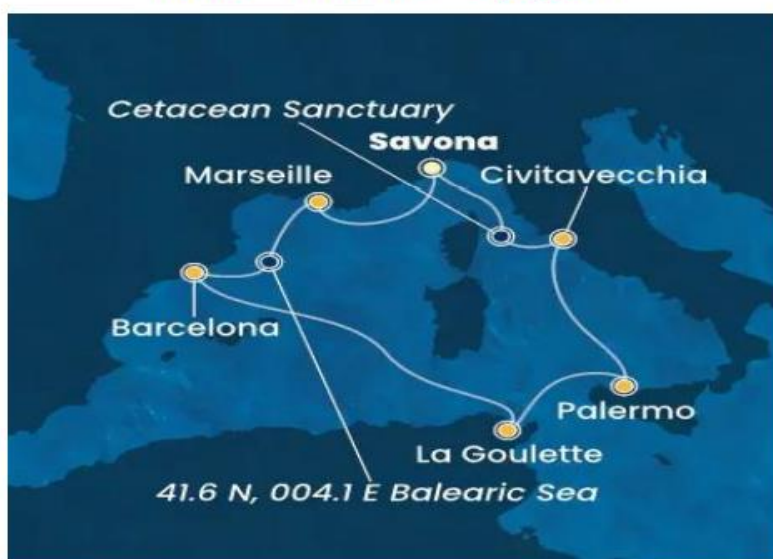 Cetacean Sanctuary
Savona
Marseille
Civitavecchia
Barcelona
Palermo
La Goulette
41.6 N, 004.1 E Balearic Sea